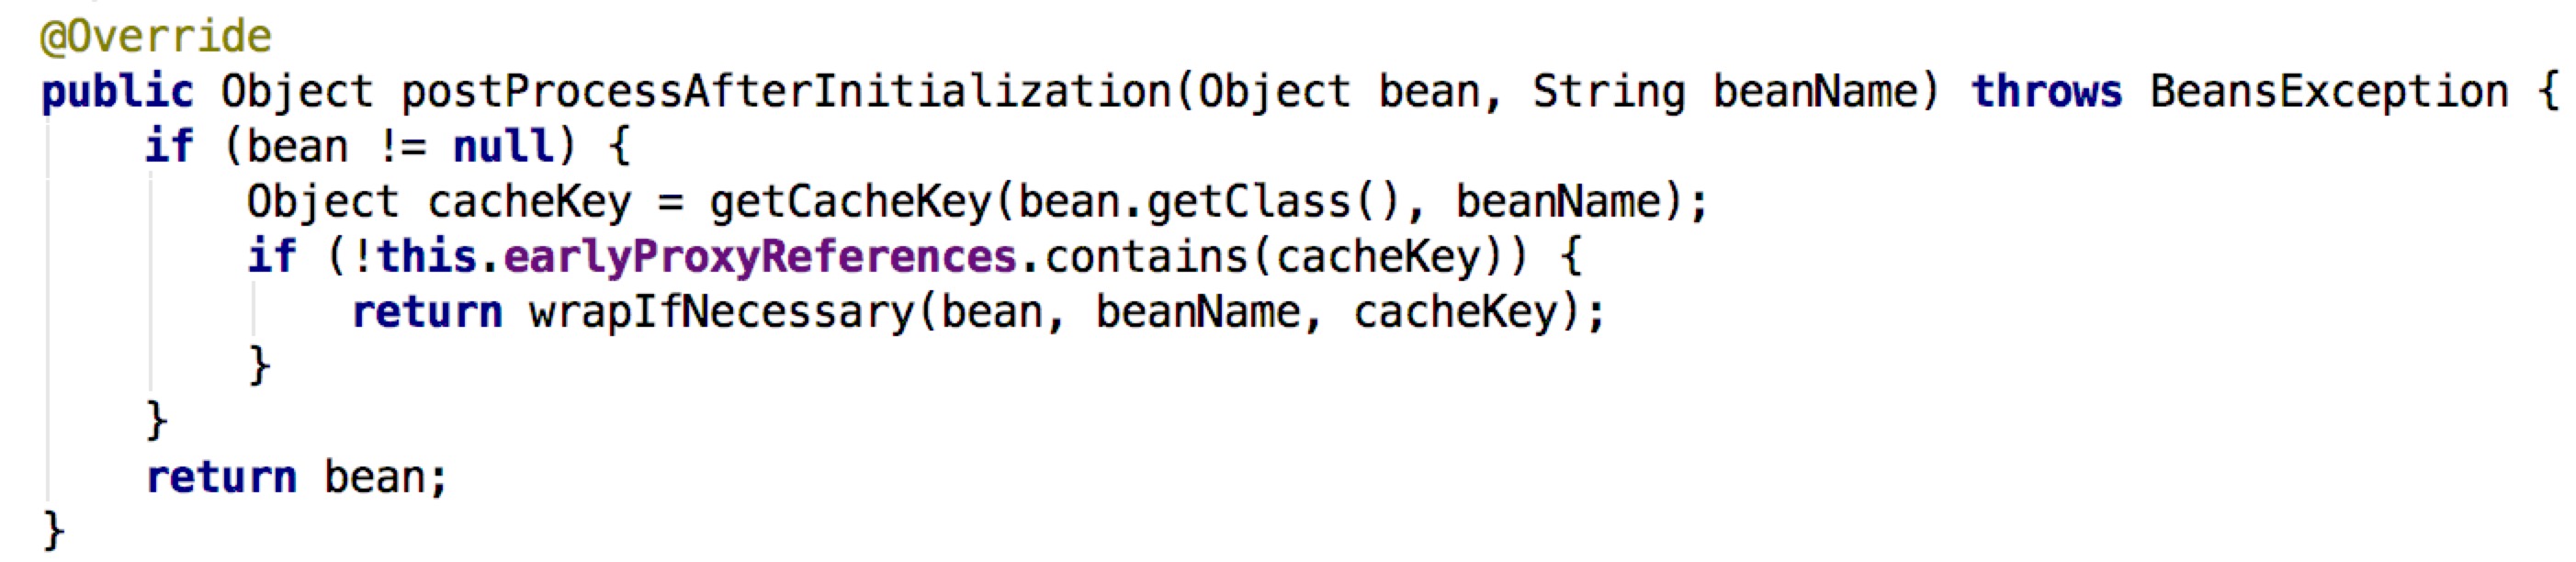 @Override
public Object postProcessAfterInitialization(Object bean, String beanName) throws BeansException {
    if (bean != null) {
        Object cacheKey = getCacheKey(bean.getClass(), beanName);
        if (!this.earlyProxyReferences.contains(cacheKey)) {
            return wrapIfNecessary(bean, beanName, cacheKey);
        }
    }
    return bean;
}